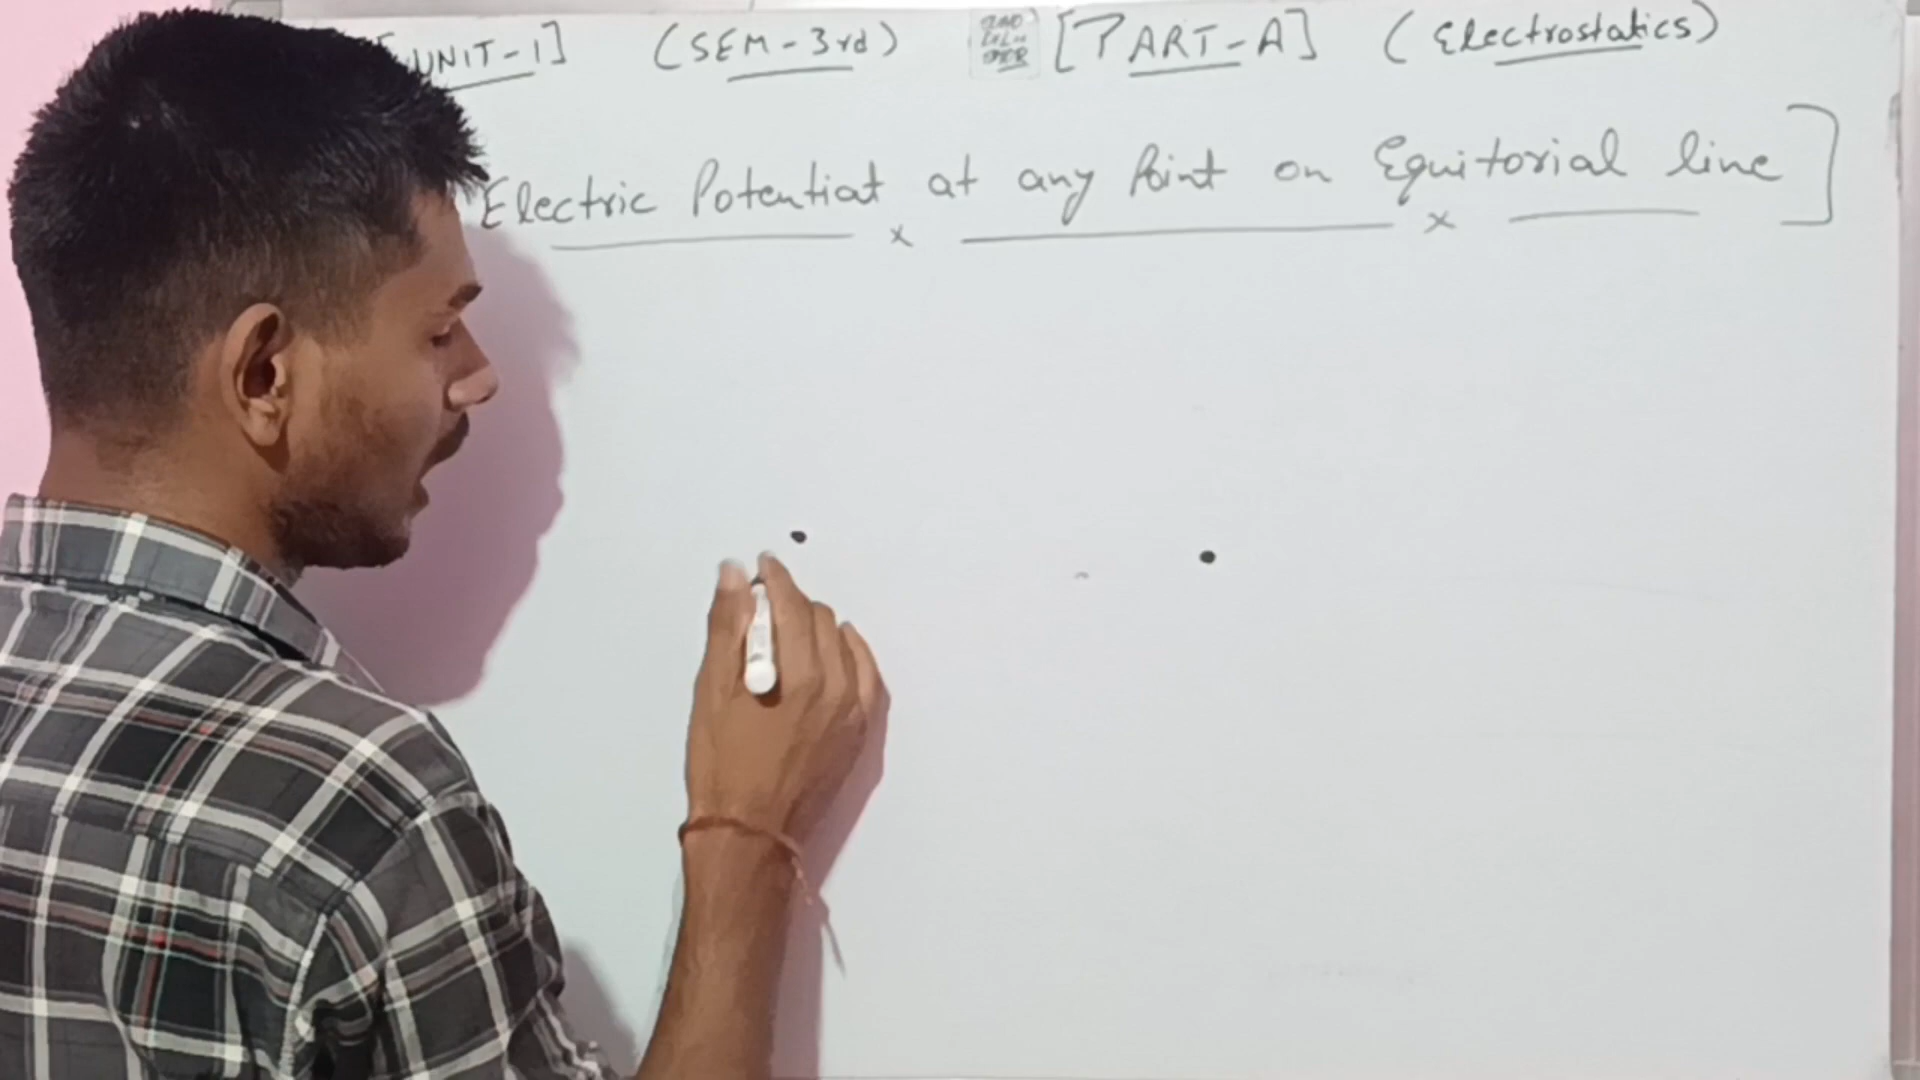 [UNIT-1] (SEM-3rd) [PART-A] (Electrostatics)
Electric Potential at any Point on Equitorial line]